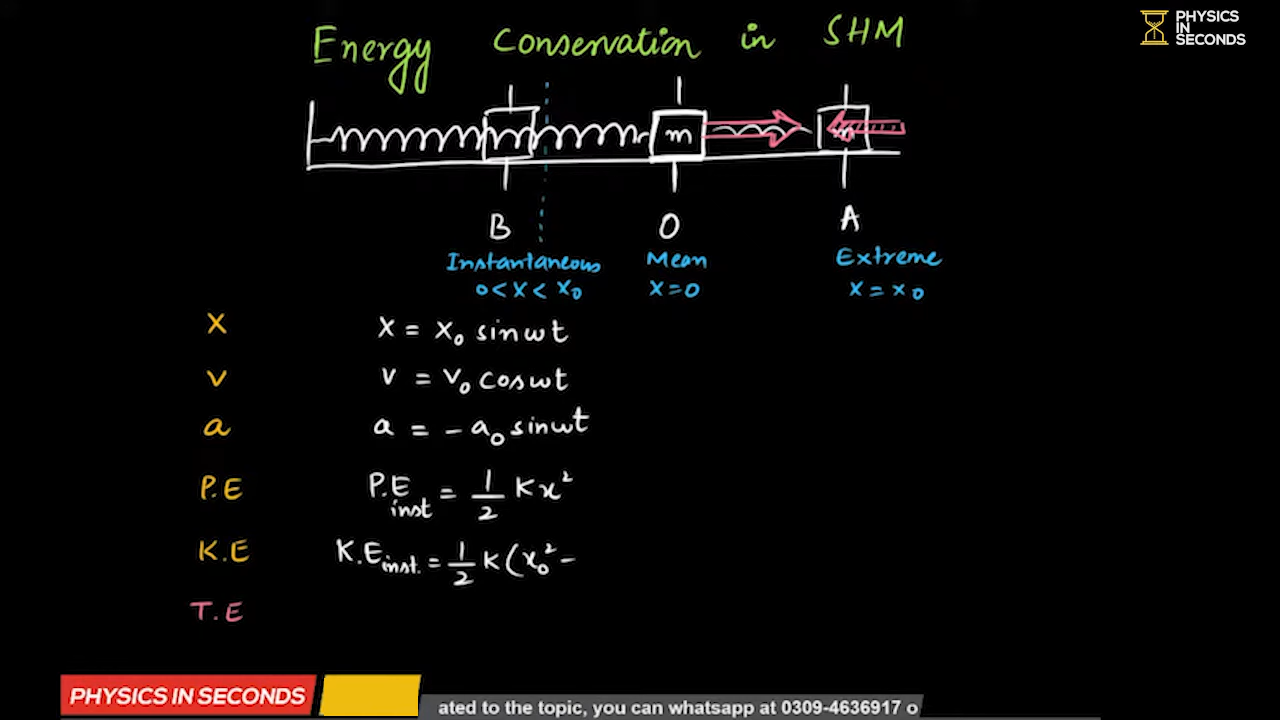 Energy Conservation in SHM
PHYSICS
IN
SECONDS
m m
B O A
Instantaneous Mean Extreme
0 < x < x₀ x = 0 x = x₀
x x = x₀ sinωt
v v = v₀ cosωt
a a = - a₀ sinωt
P.E P.E inst = 1/2 Kx²
K.E K.E inst. = 1/2 K (x₀² -
T.E
PHYSICS IN SECONDS
ated to the topic, you can whatsapp at 0309-4636917 o